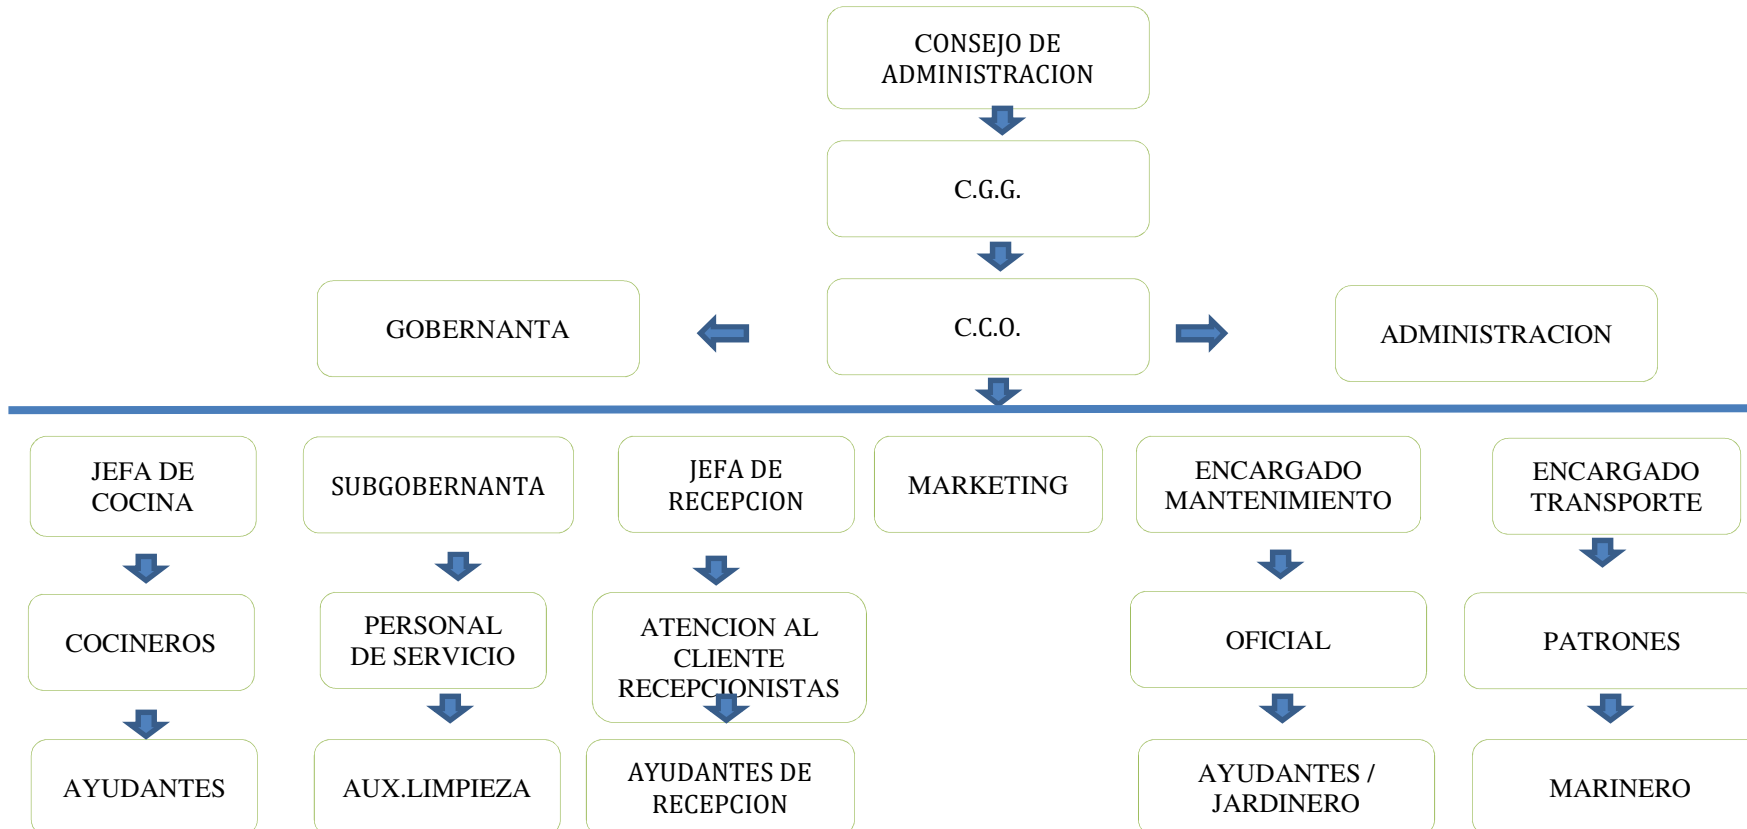 CONSEJO DE
ADMINISTRACION
C.G.G.
GOBERNANTA
C.C.O.
ADMINISTRACION
JEFA DE
COCINA
SUBGOBERNANTA
JEFA DE
RECEPCION
MARKETING
ENCARGADO
MANTENIMIENTO
ENCARGADO
TRANSPORTE
COCINEROS
PERSONAL
DE SERVICIO
ATENCION AL
CLIENTE
RECEPCIONISTAS
OFICIAL
PATRONES
AYUDANTES
AUX.LIMPIEZA
AYUDANTES DE
RECEPCION
AYUDANTES /
JARDINERO
MARINERO